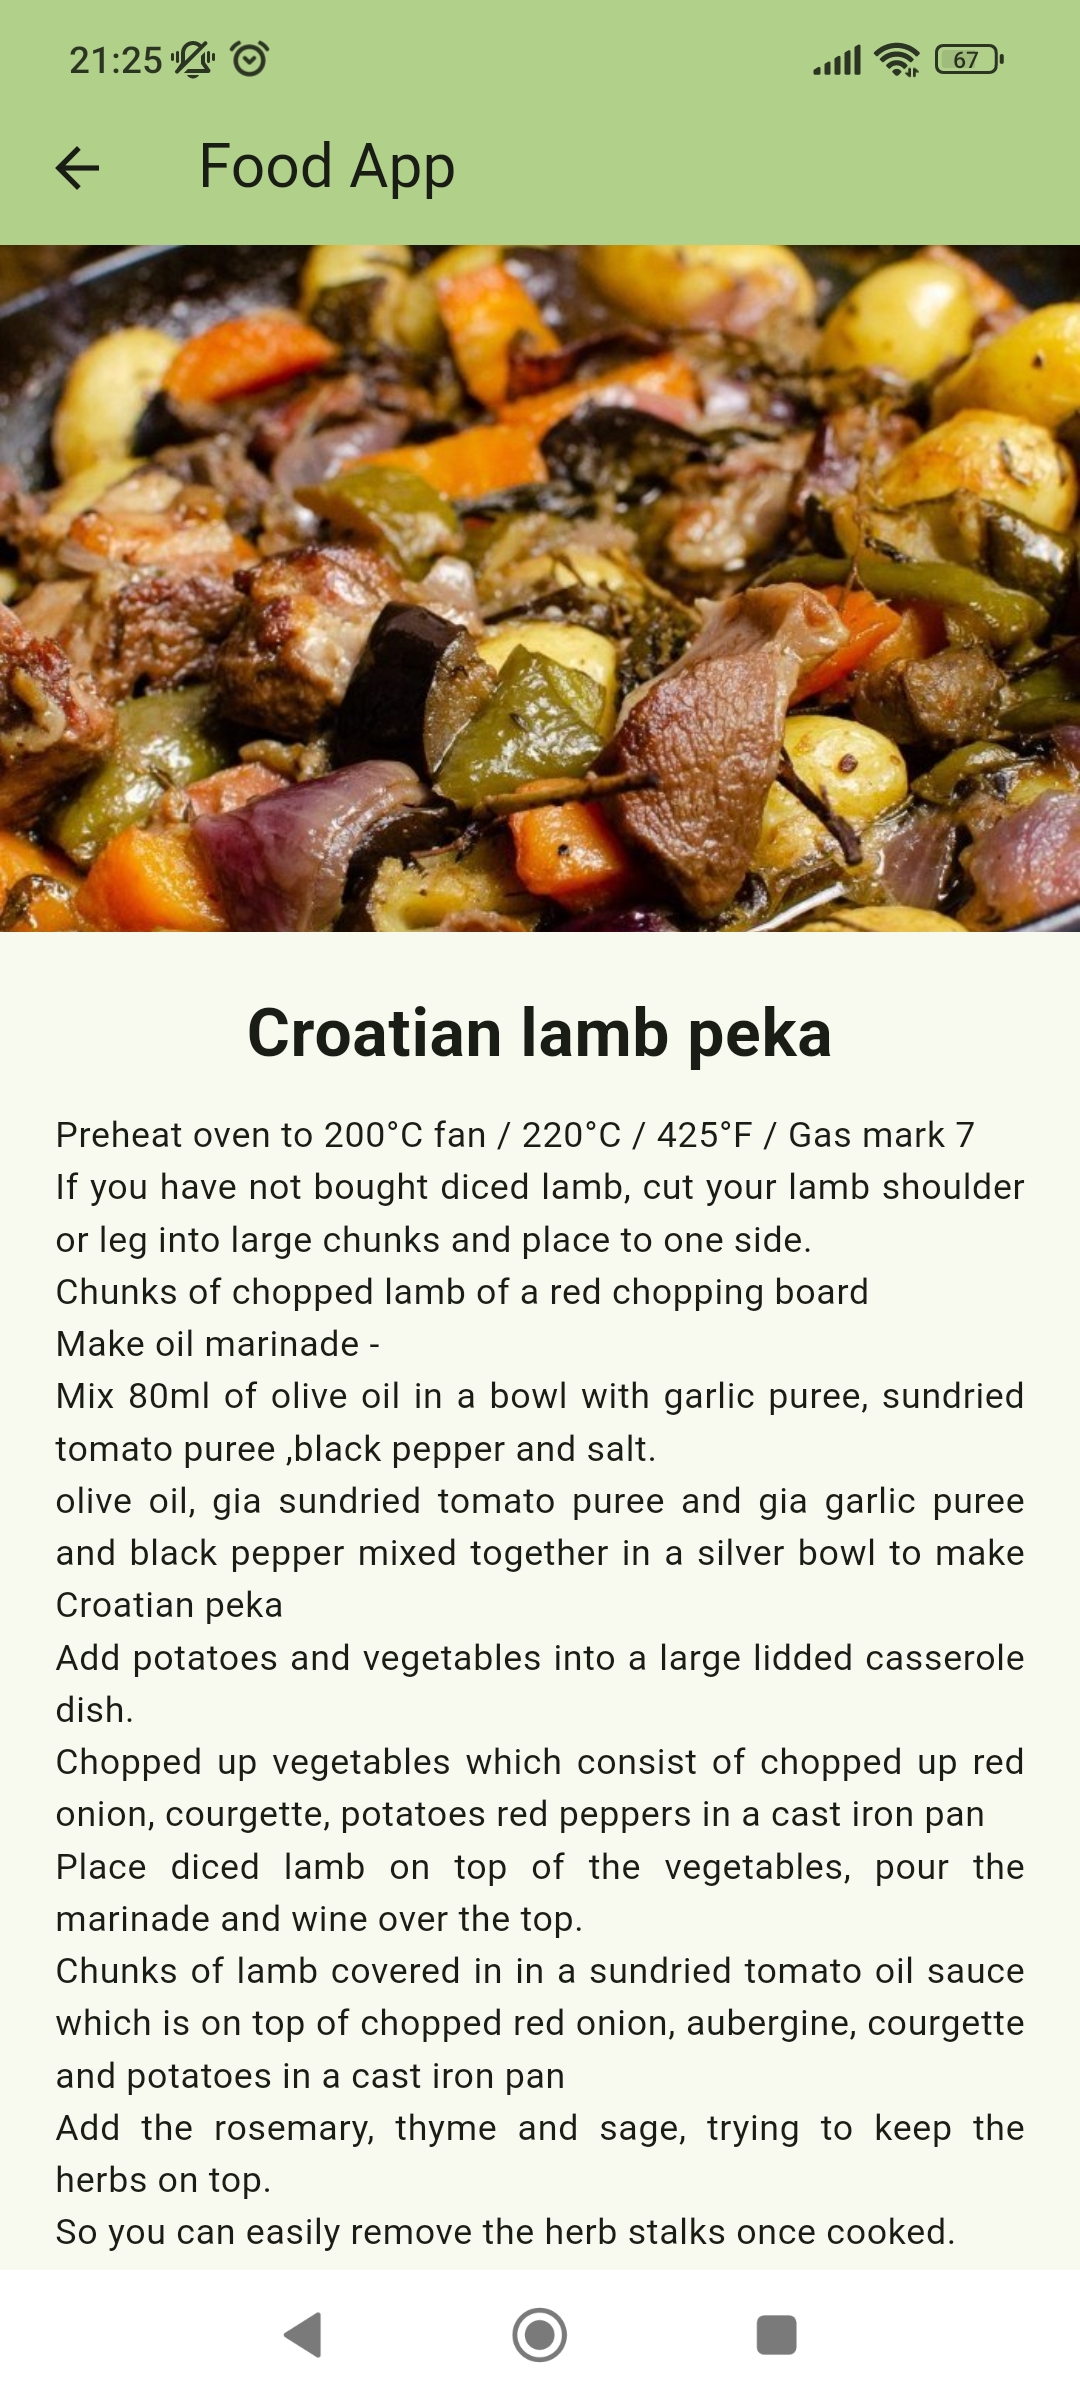 21:25
67
Food App
Croatian lamb peka
Preheat oven to 200°C fan / 220°C / 425°F / Gas mark 7
If you have not bought diced lamb, cut your lamb shoulder
or leg into large chunks and place to one side.
Chunks of chopped lamb of a red chopping board
Make oil marinade -
Mix 80ml of olive oil in a bowl with garlic puree, sundried
tomato puree ,black pepper and salt.
olive oil, gia sundried tomato puree and gia garlic puree
and black pepper mixed together in a silver bowl to make
Croatian peka
Add potatoes and vegetables into a large lidded casserole
dish.
Chopped up vegetables which consist of chopped up red
onion, courgette, potatoes red peppers in a cast iron pan
Place diced lamb on top of the vegetables, pour the
marinade and wine over the top.
Chunks of lamb covered in in a sundried tomato oil sauce
which is on top of chopped red onion, aubergine, courgette
and potatoes in a cast iron pan
Add the rosemary, thyme and sage, trying to keep the
herbs on top.
So you can easily remove the herb stalks once cooked.